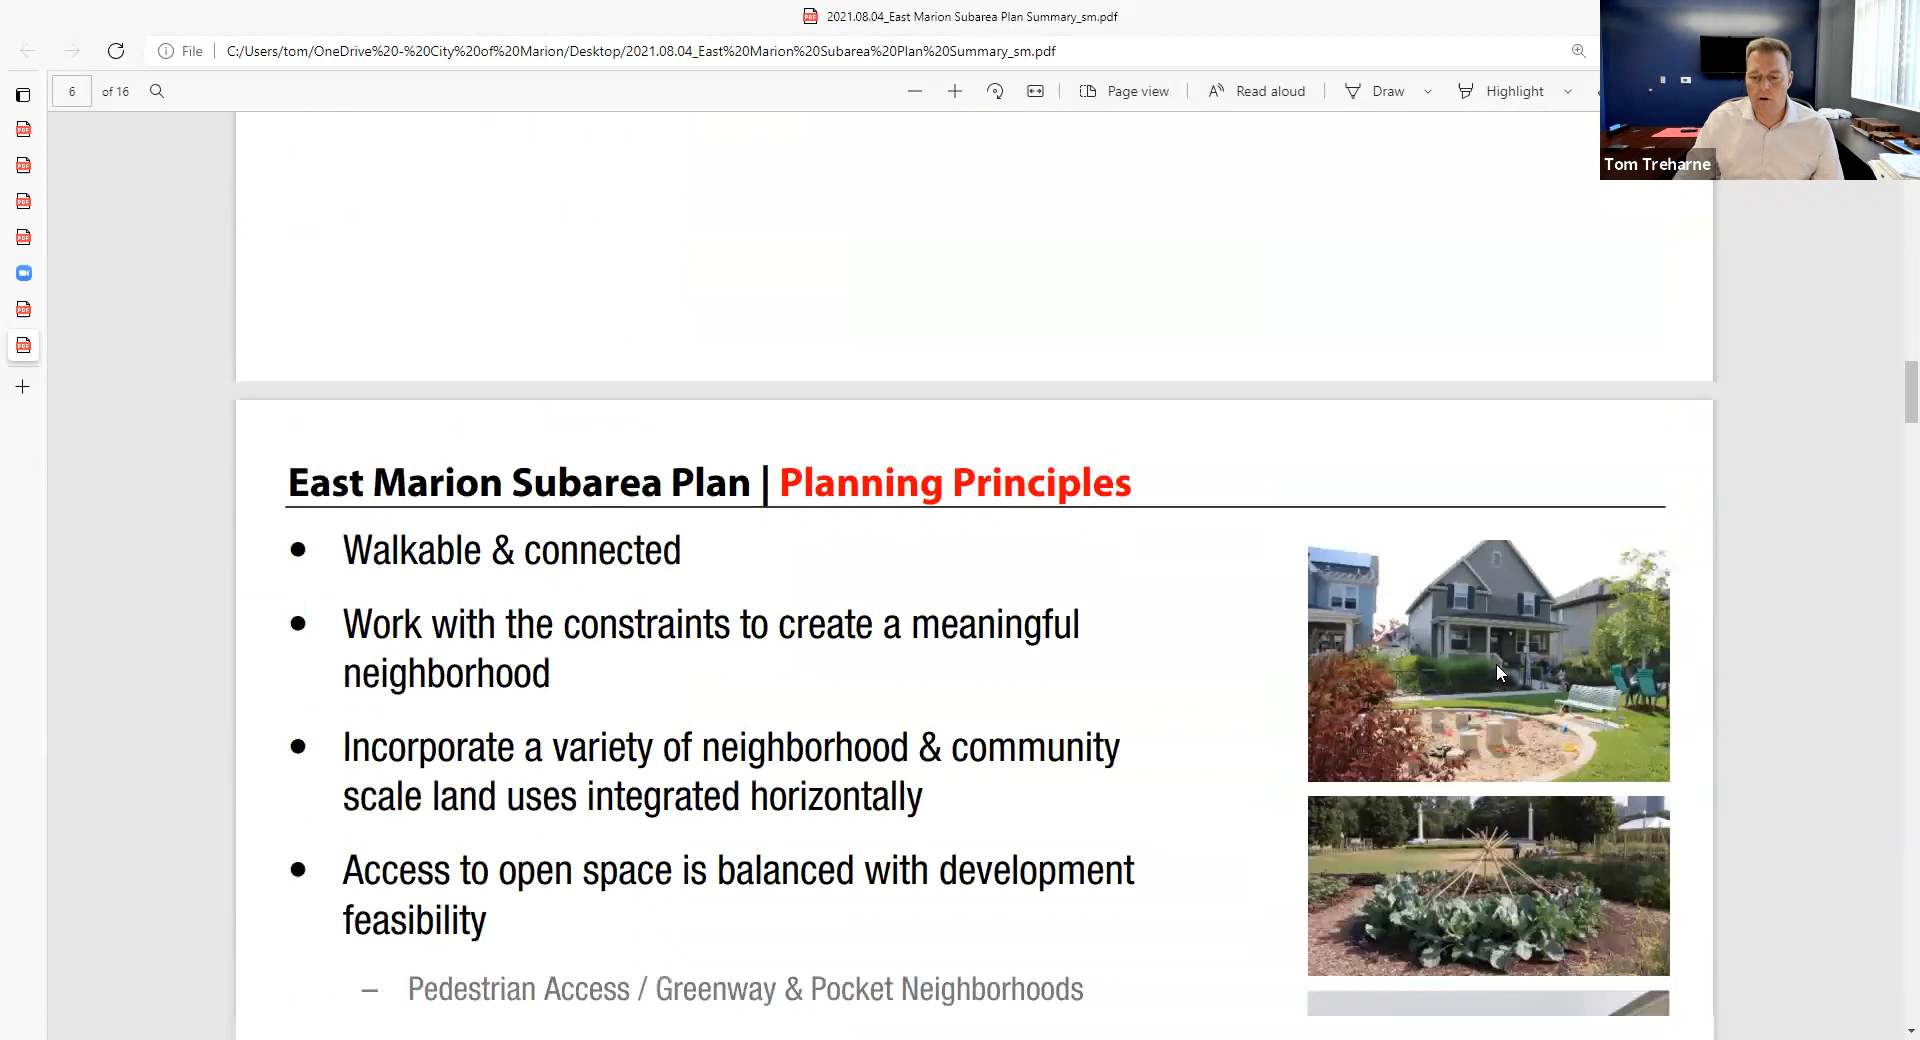 2021.08.04_East Marion Subarea Plan Summary_sm.pdf
File
C:/Users/tom/OneDrive%20-%20City%20of%20Marion/Desktop/2021.08.04_East%20Marion%20Subarea%20Plan%20Summary_sm.pdf
6 of 16
Page view
Read aloud
Draw
Highlight
Tom Treharne
East Marion Subarea Plan | Planning Principles
• Walkable & connected
• Work with the constraints to create a meaningful
neighborhood
• Incorporate a variety of neighborhood & community
scale land uses integrated horizontally
• Access to open space is balanced with development
feasibility
– Pedestrian Access / Greenway & Pocket Neighborhoods